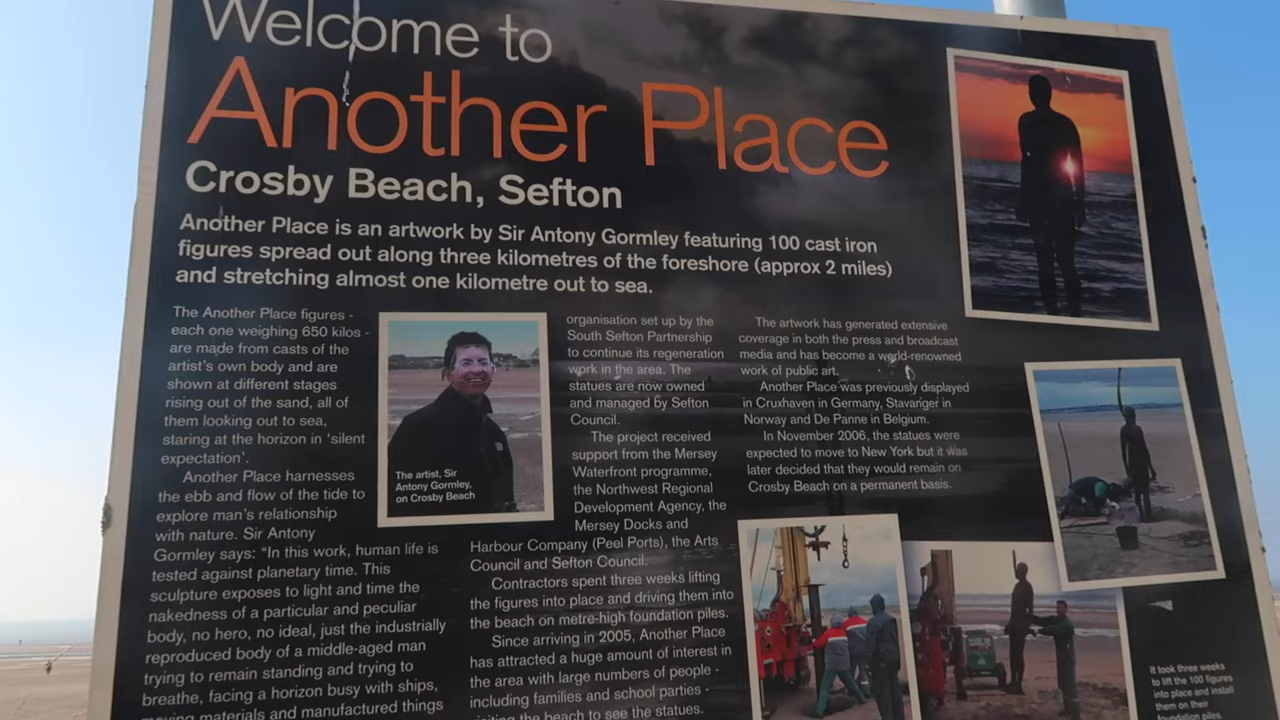 Welcome to
Another Place
Crosby Beach, Sefton
Another Place is an artwork by Sir Antony Gormley featuring 100 cast iron
figures spread out along three kilometres of the foreshore (approx 2 miles)
and stretching almost one kilometre out to sea.
The Another Place figures -
each one weighing 650 kilos -
are made from casts of the
artist's own body and are
shown at different stages
rising out of the sand, all of
them looking out to sea,
staring at the horizon in 'silent
expectation'.
Another Place harnesses
the ebb and flow of the tide to
explore man's relationship
with nature. Sir Antony
Gormley says: "In this work, human life is
tested against planetary time. This
sculpture exposes to light and time the
nakedness of a particular and peculiar
body, no hero, no ideal, just the industrially
reproduced body of a middle-aged man
trying to remain standing and trying to
breathe, facing a horizon busy with ships,
moving materials and manufactured things
The artist, Sir
Antony Gormley,
on Crosby Beach
organisation set up by the
South Sefton Partnership
to continue its regeneration
work in the area. The
statues are now owned
and managed by Sefton
Council.
The project received
support from the Mersey
Waterfront programme,
the Northwest Regional
Development Agency, the
Mersey Docks and
Harbour Company (Peel Ports), the Arts
Council and Sefton Council.
Contractors spent three weeks lifting
the figures into place and driving them into
the beach on metre-high foundation piles.
Since arriving in 2005, Another Place
has attracted a huge amount of interest in
the area with large numbers of people -
including families and school parties -
visiting the beach to see the statues.
The artwork has generated extensive
coverage in both the press and broadcast
media and has become a world-renowned
work of public art.
Another Place was previously displayed
in Cruxhaven in Germany, Stavanger in
Norway and De Panne in Belgium.
In November 2006, the statues were
expected to move to New York but it was
later decided that they would remain on
Crosby Beach on a permanent basis.
It took three weeks
to lift the 100 figures
into place and install
them on their
foundation piles